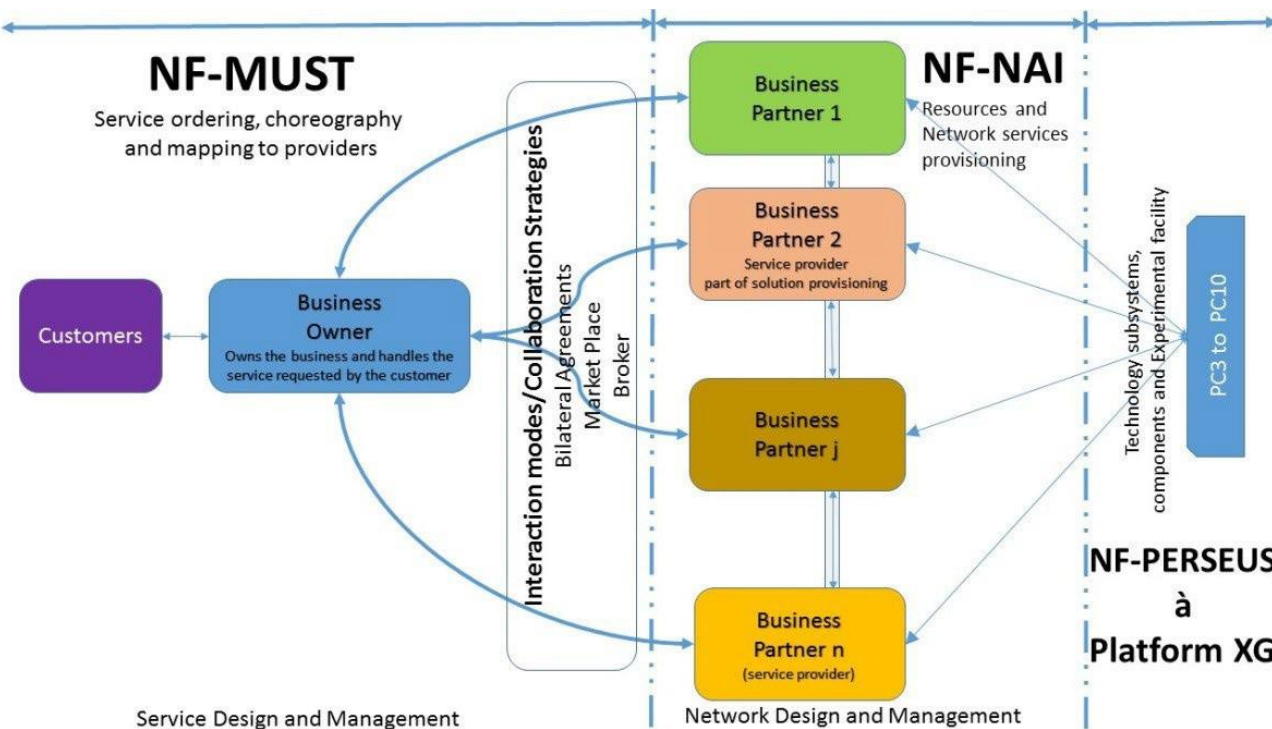 NF-MUST
Service ordering, choreography
and mapping to providers
Customers
Business
Owner
Owns the business and handles the
service requested by the customer
Interaction modes/Collaboration Strategies
Bilateral Agreements
Market Place
Broker
Service Design and Management
NF-NAI
Resources and
Network services
provisioning
Business
Partner 1
Business
Partner 2
Service provider
part of solution provisioning
Business
Partner j
Business
Partner n
(service provider)
Network Design and Management
Technology subsystems,
components and Experimental facility
PC3 to PC10
NF-PERSEUS
à
Platform XG